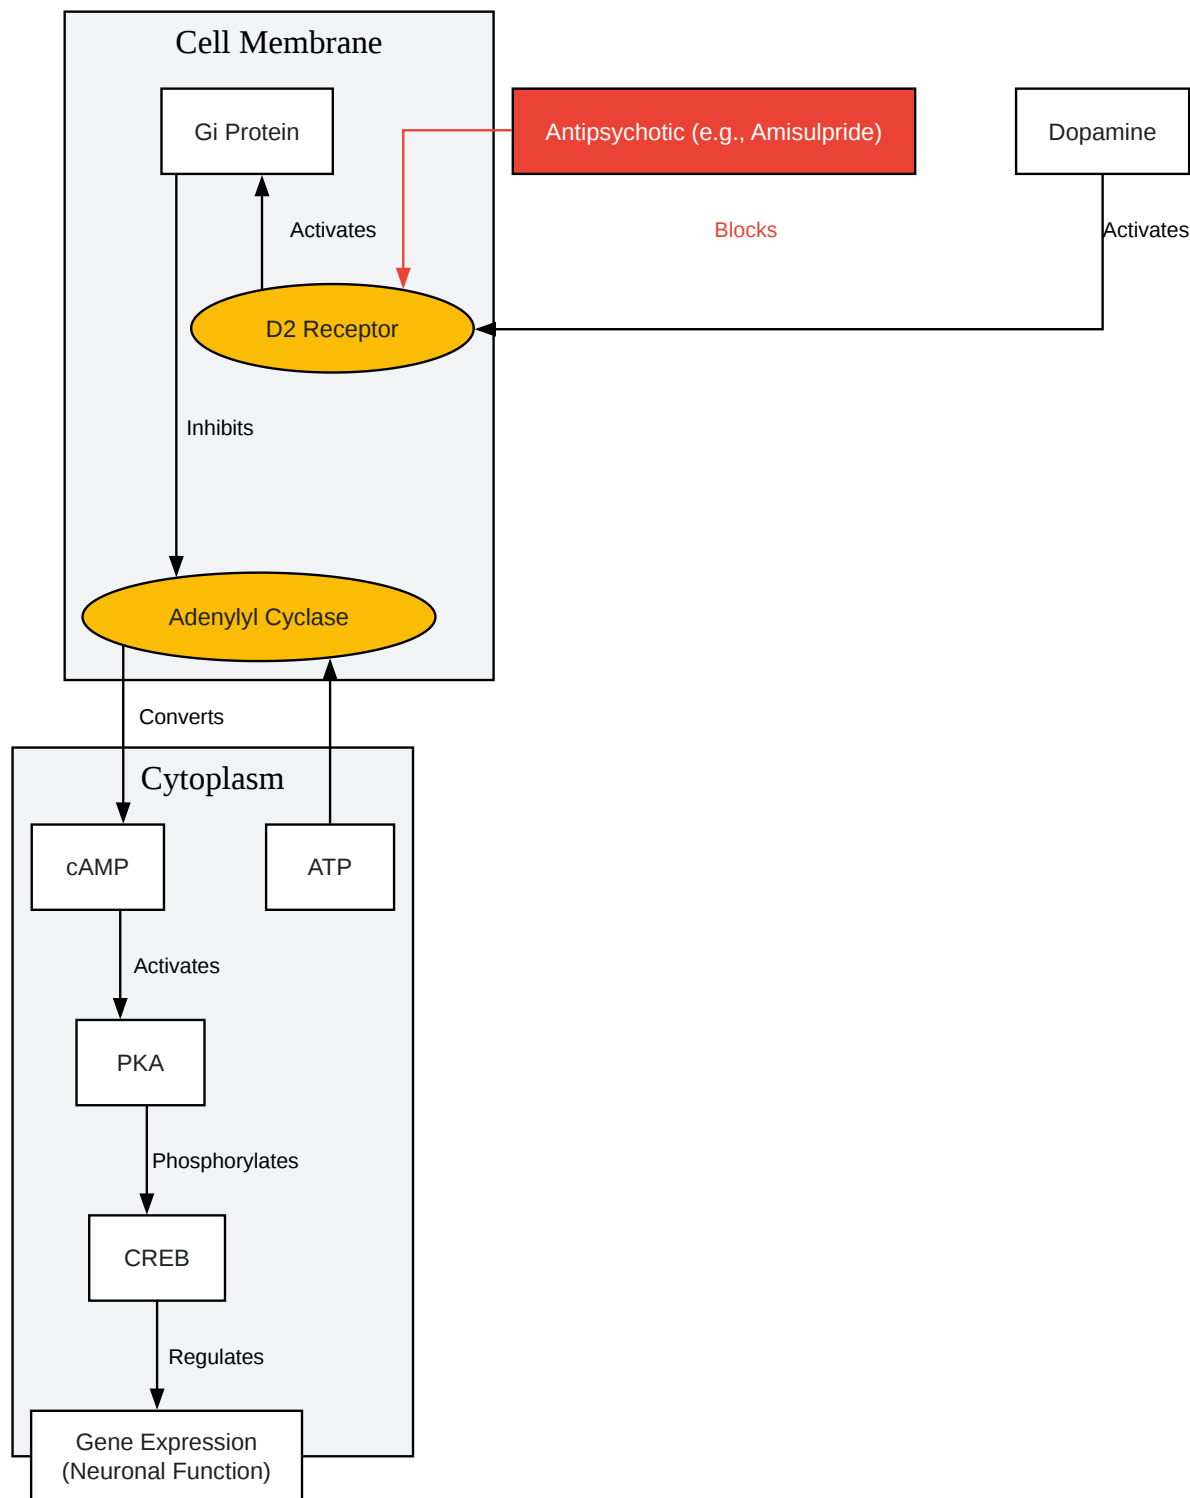 Cell Membrane
Gi Protein
Antipsychotic (e.g., Amisulpride)
Dopamine
Activates
Blocks
Activates
D2 Receptor
Inhibits
Adenylyl Cyclase
Converts
Cytoplasm
cAMP
ATP
Activates
PKA
Phosphorylates
CREB
Regulates
Gene Expression
(Neuronal Function)